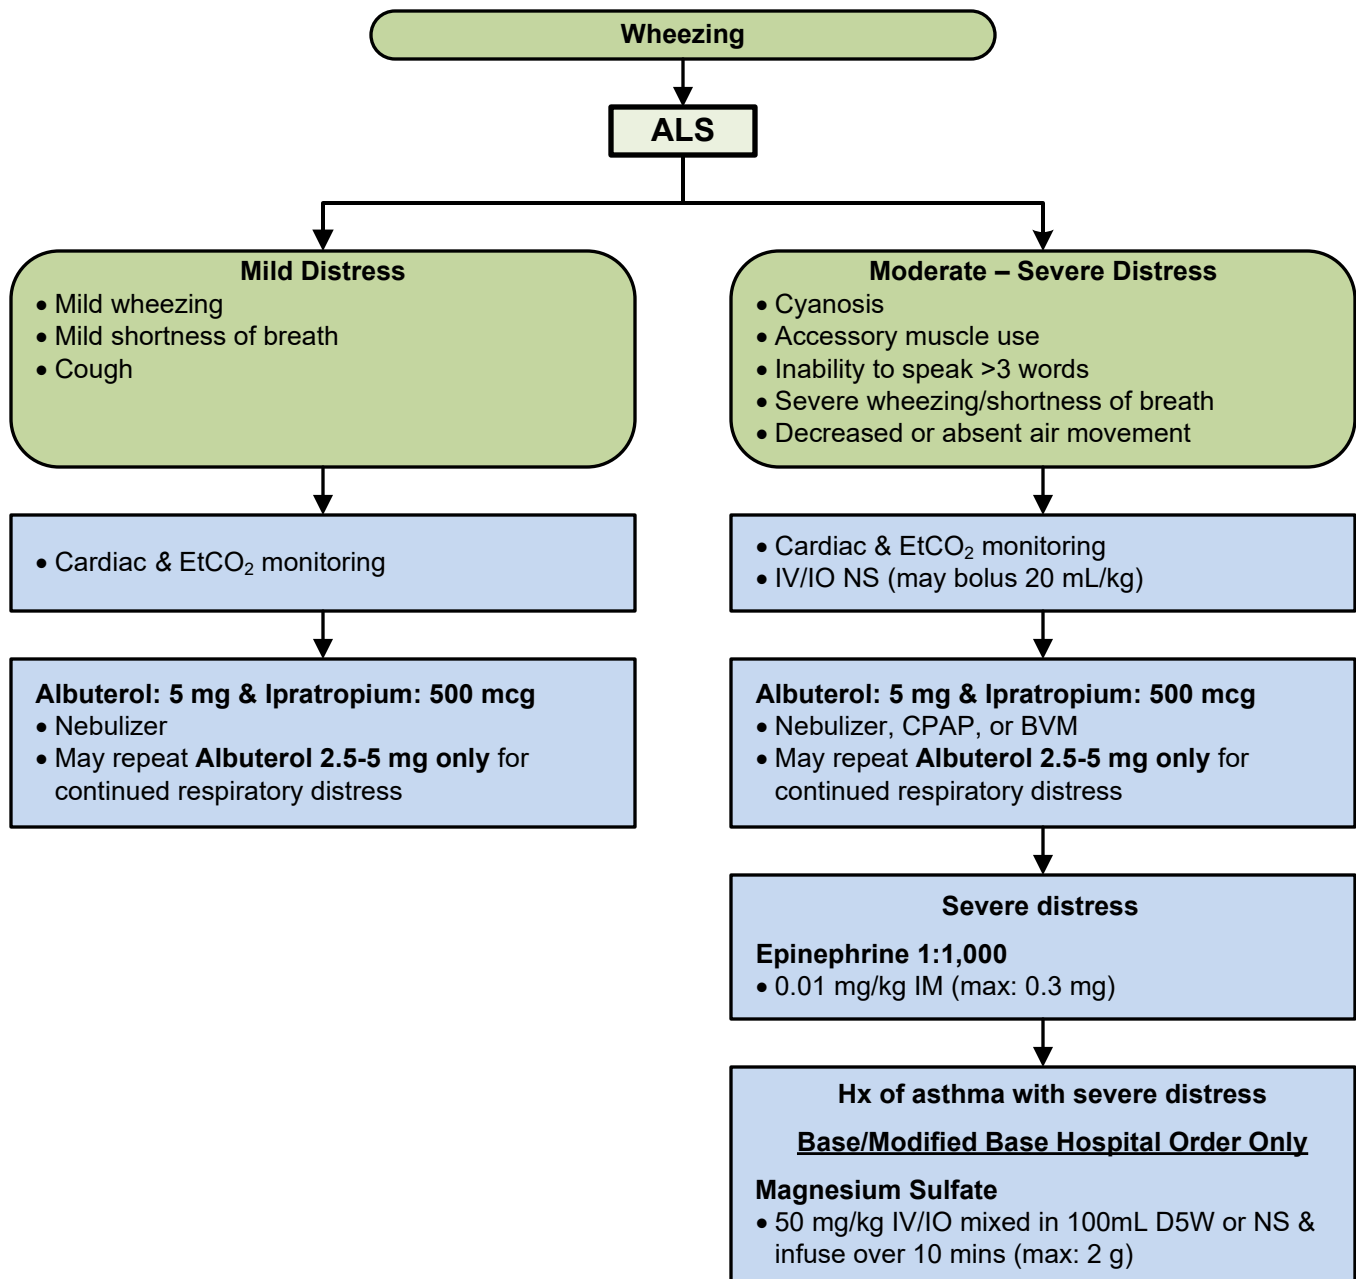 Wheezing
ALS
Mild Distress
• Mild wheezing
• Mild shortness of breath
• Cough
Moderate – Severe Distress
• Cyanosis
• Accessory muscle use
• Inability to speak >3 words
• Severe wheezing/shortness of breath
• Decreased or absent air movement
• Cardiac & EtCO₂ monitoring
• Cardiac & EtCO₂ monitoring
• IV/IO NS (may bolus 20 mL/kg)
Albuterol: 5 mg & Ipratropium: 500 mcg
• Nebulizer
• May repeat Albuterol 2.5-5 mg only for
continued respiratory distress
Albuterol: 5 mg & Ipratropium: 500 mcg
• Nebulizer, CPAP, or BVM
• May repeat Albuterol 2.5-5 mg only for
continued respiratory distress
Severe distress
Epinephrine 1:1,000
• 0.01 mg/kg IM (max: 0.3 mg)
Hx of asthma with severe distress
Base/Modified Base Hospital Order Only
Magnesium Sulfate
• 50 mg/kg IV/IO mixed in 100mL D5W or NS &
infuse over 10 mins (max: 2 g)